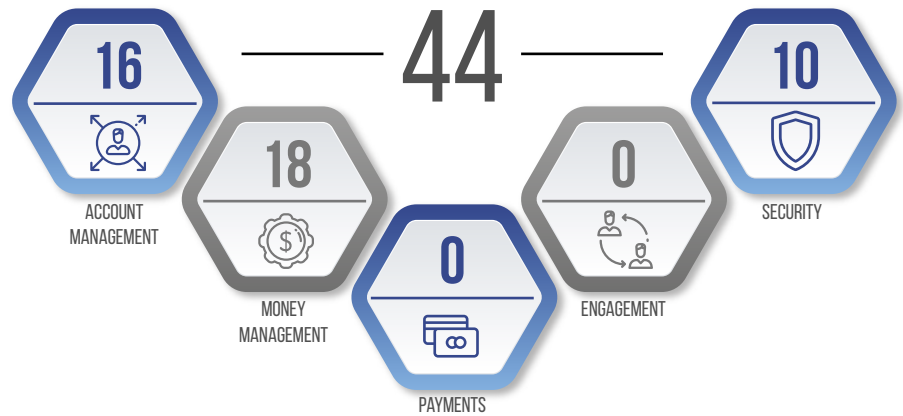 44
16
ACCOUNT
MANAGEMENT
18
$
MONEY
MANAGEMENT
0
PAYMENTS
0
ENGAGEMENT
10
SECURITY